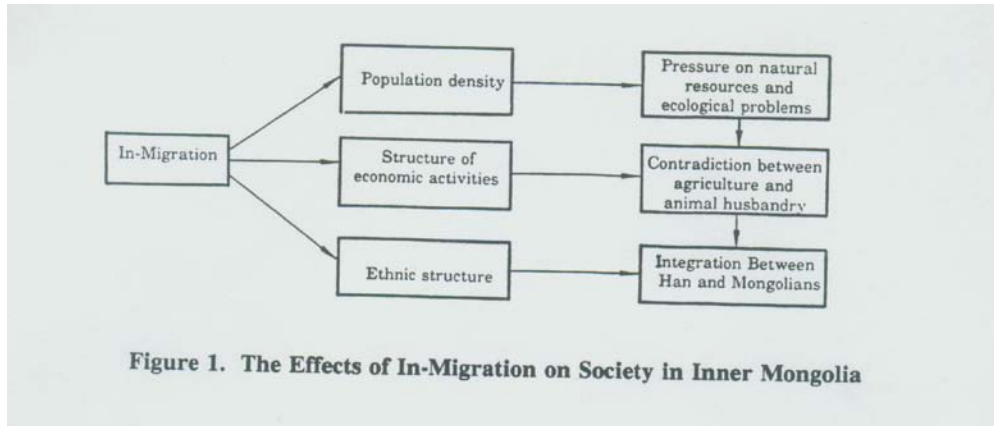 In-Migration
Population density
Structure of
economic activities
Ethnic structure
Pressure on natural
resources and
ecological problems
Contradiction between
agriculture and
animal husbandry
Integration Between
Han and Mongolians
Figure 1. The Effects of In-Migration on Society in Inner Mongolia